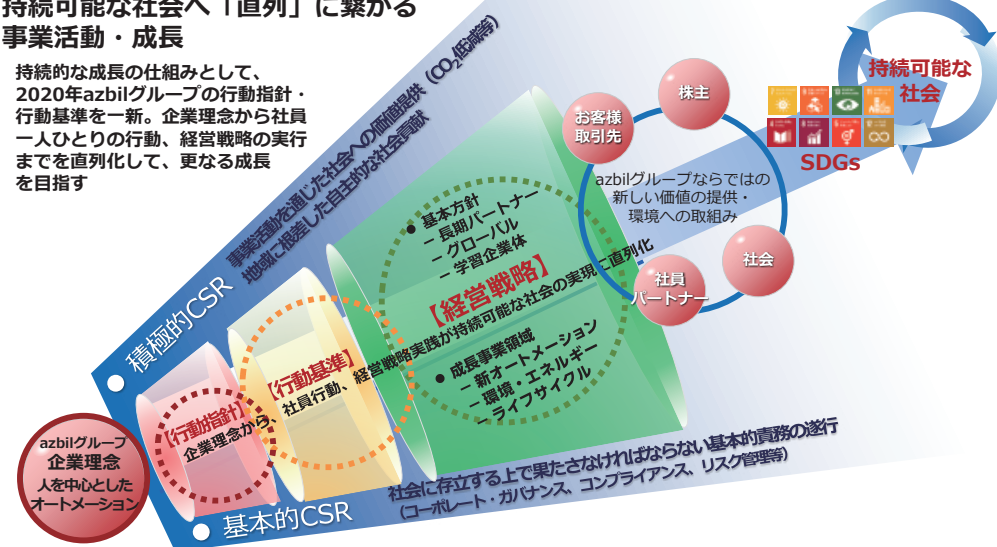 持続可能な社会へ「直列」に繋がる
事業活動・成長
持続的な成長の仕組みとして、
2020年azbilグループの行動指針・
行動基準を一新。企業理念から社員
一人ひとりの行動、経営戦略の実行
までを直列化して、更なる成長
を目指す
積極的CSR
事業活動を通じた社会への価値提供（CO₂低減等）
地域に根差した自主的な社会貢献
● 基本方針
– 長期パートナー
– グローバル
– 学習企業体
【経営戦略】
企業理念から、社員行動、経営戦略実践が持続可能な社会の実現に直列化
● 成長事業領域
– 新オートメーション
– 環境・エネルギー
– ライフサイクル
【行動基準】
【行動指針】
azbilグループ
企業理念
人を中心とした
オートメーション
基本的CSR
社会に存立する上で果たさなければならない基本的責務の遂行
（コーポレート・ガバナンス、コンプライアンス、リスク管理等）
お客様
取引先
株主
azbilグループならではの
新しい価値の提供・
環境への取組み
社員
パートナー
社会
持続可能な
社会
SDGs